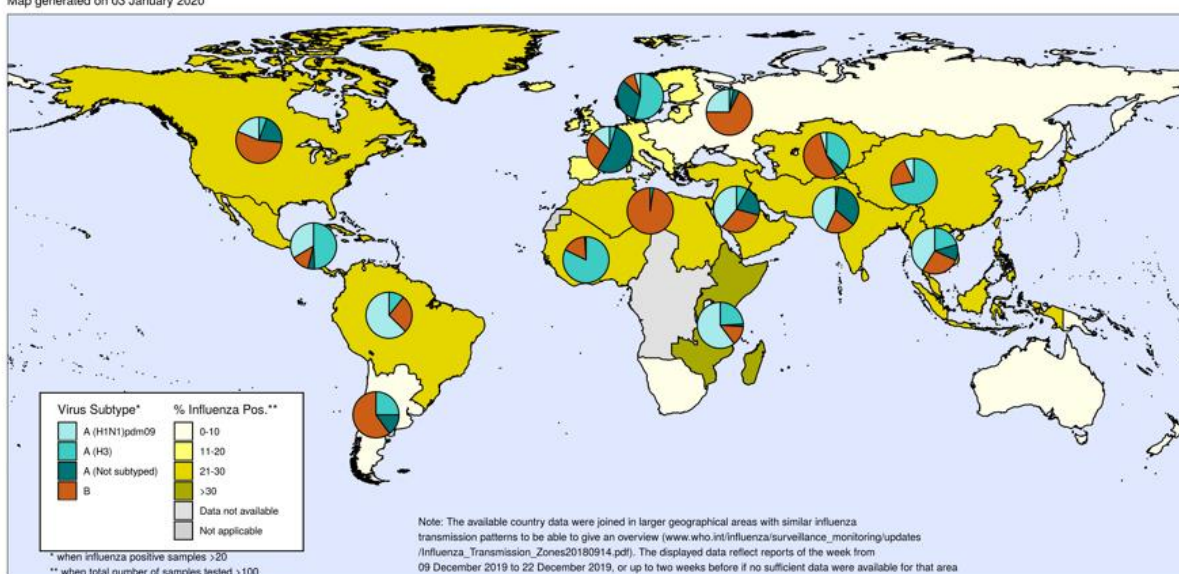 Map generated on 03 January 2020
Virus Subtype*
A (H1N1)pdm09
A (H3)
A (Not subtyped)
B
% Influenza Pos.**
0-10
11-20
21-30
>30
Data not available
Not applicable
* when influenza positive samples >20
** when total number of samples tested >100
Note: The available country data were joined in larger geographical areas with similar influenza
transmission patterns to be able to give an overview (www.who.int/influenza/surveillance_monitoring/updates
/Influenza_Transmission_Zones20180914.pdf). The displayed data reflect reports of the week from
09 December 2019 to 22 December 2019, or up to two weeks before if no sufficient data were available for that area